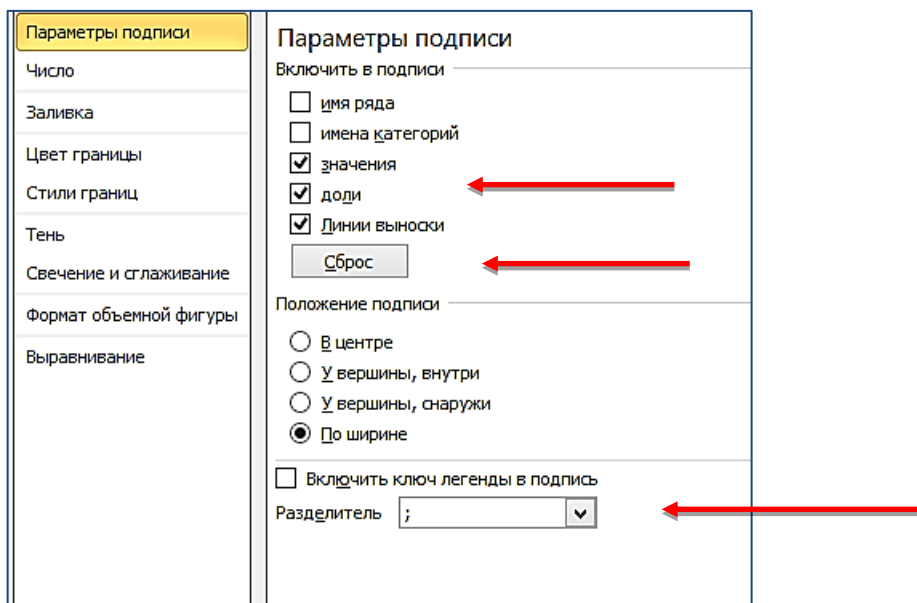 Параметры подписи
Число
Заливка
Цвет границы
Стили границ
Тень
Свечение и сглаживание
Формат объемной фигуры
Выравнивание
Параметры подписи
Включить в подписи
имя ряда
имена категорий
значения
доли
Линии выноски
Сброс
Положение подписи
В центре
У вершины, внутри
У вершины, снаружи
По ширине
Включить ключ легенды в подпись
Разделитель ;